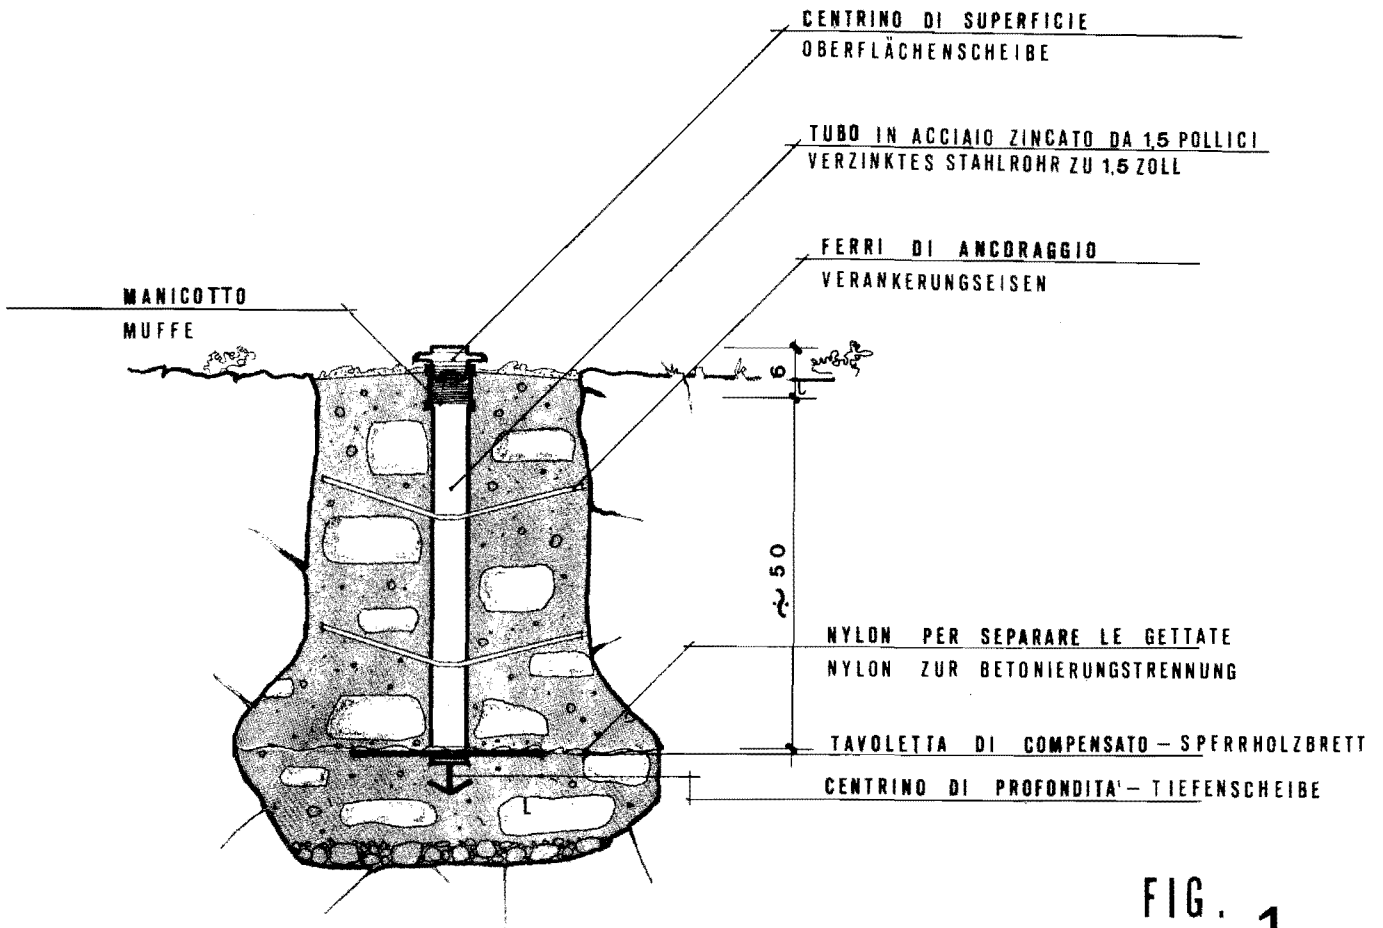 CENTRINO DI SUPERFICIE
OBERFLÄCHENSCHEIBE
TUBO IN ACCIAIO ZINCATO DA 1,5 POLLICI
VERZINKTES STAHLROHR ZU 1,5 ZOLL
FERRI DI ANCORAGGIO
VERANKERUNGSEISEN
MANICOTTO
MUFFE
6
~50
NYLON PER SEPARARE LE GETTATE
NYLON ZUR BETONIERUNGSTRENNUNG
TAVOLETTA DI COMPENSATO - SPERRHOLZBRETT
CENTRINO DI PROFONDITA' - TIEFENSCHEIBE
FIG. 1